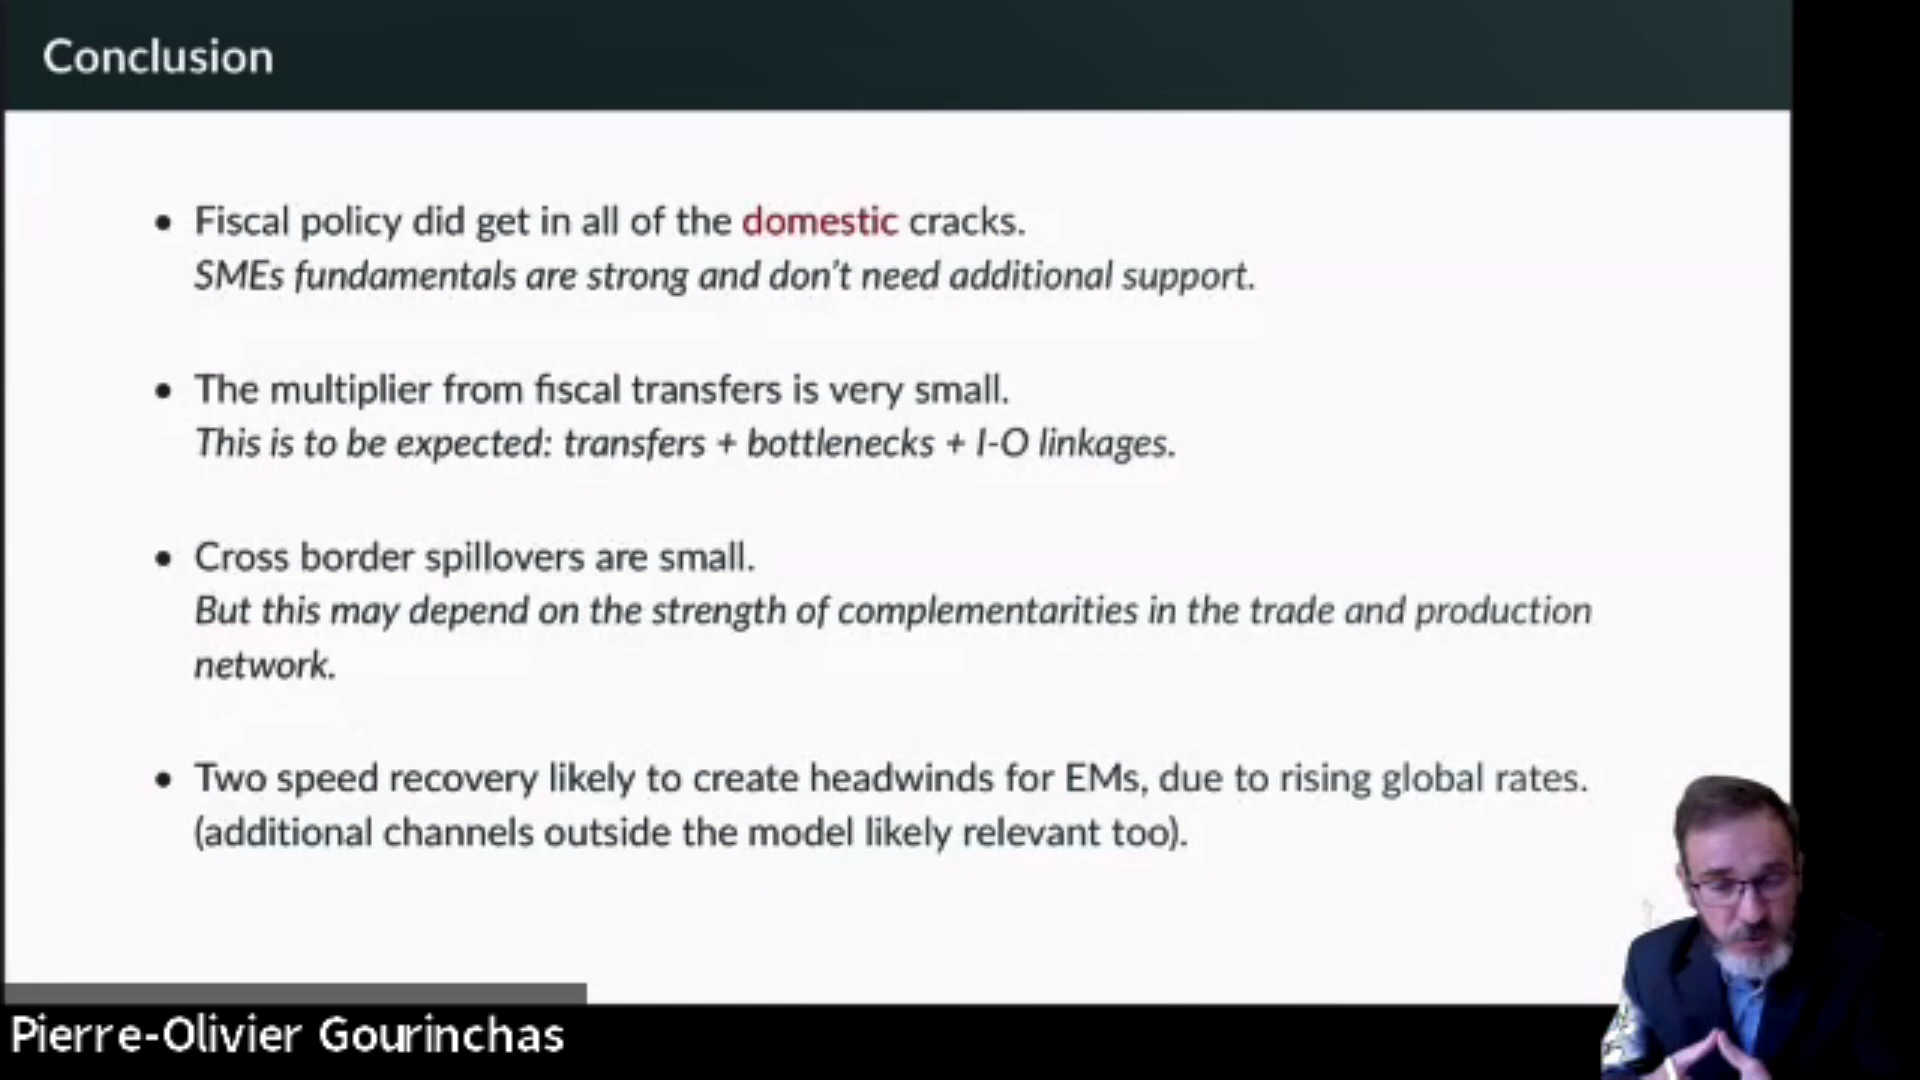 Conclusion
• Fiscal policy did get in all of the domestic cracks.
SMEs fundamentals are strong and don't need additional support.
• The multiplier from fiscal transfers is very small.
This is to be expected: transfers + bottlenecks + I-O linkages.
• Cross border spillovers are small.
But this may depend on the strength of complementarities in the trade and production
network.
• Two speed recovery likely to create headwinds for EMs, due to rising global rates.
(additional channels outside the model likely relevant too).
Pierre-Olivier Gourinchas